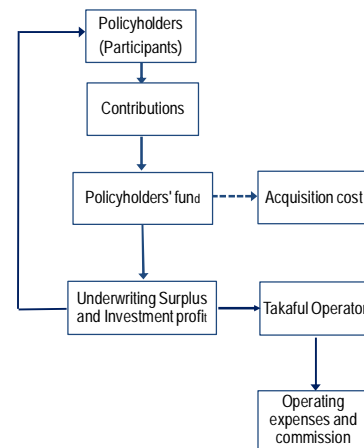 Policyholders
(Participants)
Contributions
Policyholders' fund
Acquisition cost
Underwriting Surplus
and Investment profit
Takaful Operator
Operating
expenses and
commission